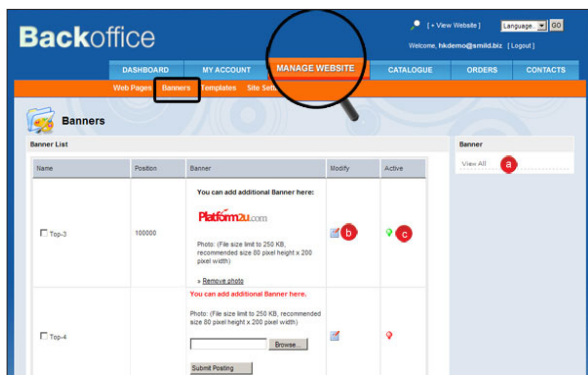 Backoffice
[ + View Website ]
Language
GO
Welcome, hkdemo@smild.biz [ Logout ]
DASHBOARD
MY ACCOUNT
MANAGE WEBSITE
CATALOGUE
ORDERS
CONTACTS
Web Pages
Banners
Templates
Site
Banners
Banner List
Name
Position
Banner
Modify
Active
Top-3
100000
You can add additional Banner here:
Platform2u.com
Photo: (File size limit to 250 KB,
recommended size 80 pixel height x 200
pixel width)
» Remove photo
b
c
Top-4
You can add additional Banner here.
Photo: (File size limit to 250 KB, recommended
size 80 pixel height x 200 pixel width)
Browse...
Submit Posting
Banner
View All
a